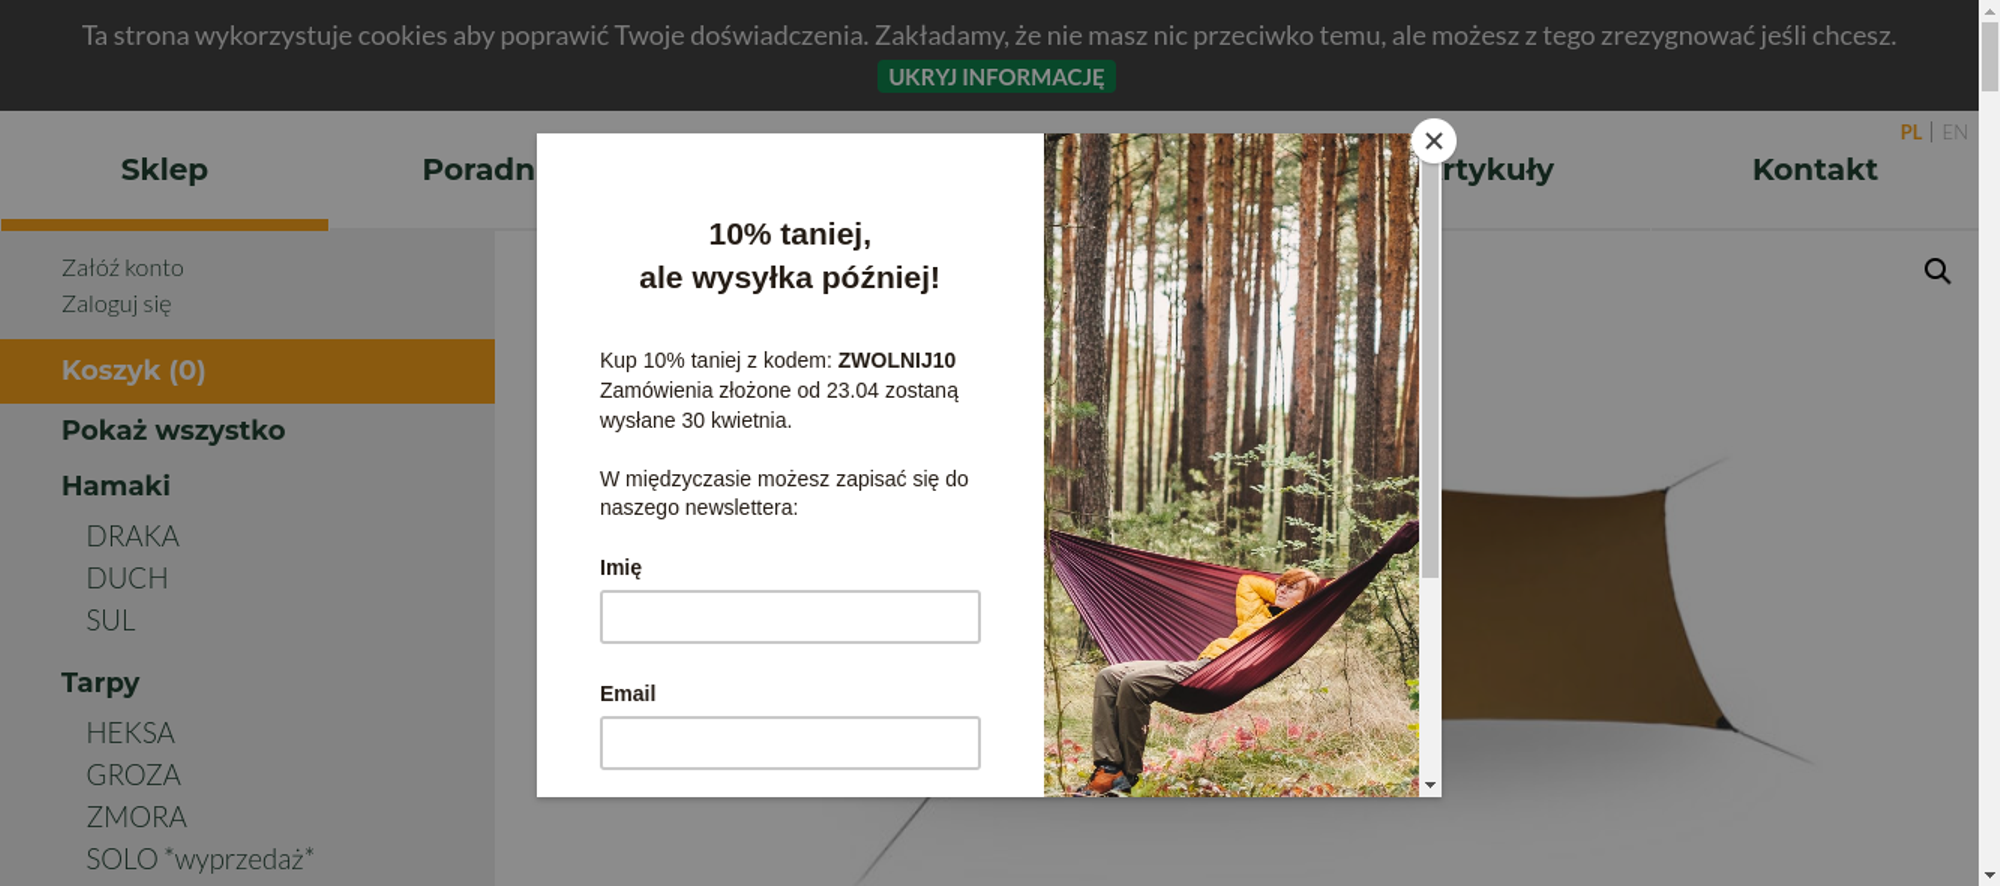 Ta strona wykorzystuje cookies aby poprawić Twoje doświadczenia. Zakładamy, że nie masz nic przeciwko temu, ale możesz z tego zrezygnować jeśli chcesz.
UKRYJ INFORMACJĘ
PL | EN
Sklep
Poradn
rtykuły
Kontakt
Załóż konto
Zaloguj się
Koszyk (0)
Pokaż wszystko
Hamaki
DRAKA
DUCH
SUL
Tarpy
HEKSA
GROZA
ZMORA
SOLO *wyprzedaż*
10% taniej,
ale wysyłka później!
Kup 10% taniej z kodem: ZWOLNIJ10
Zamówienia złożone od 23.04 zostaną
wysłane 30 kwietnia.
W międzyczasie możesz zapisać się do
naszego newslettera:
Imię
Email